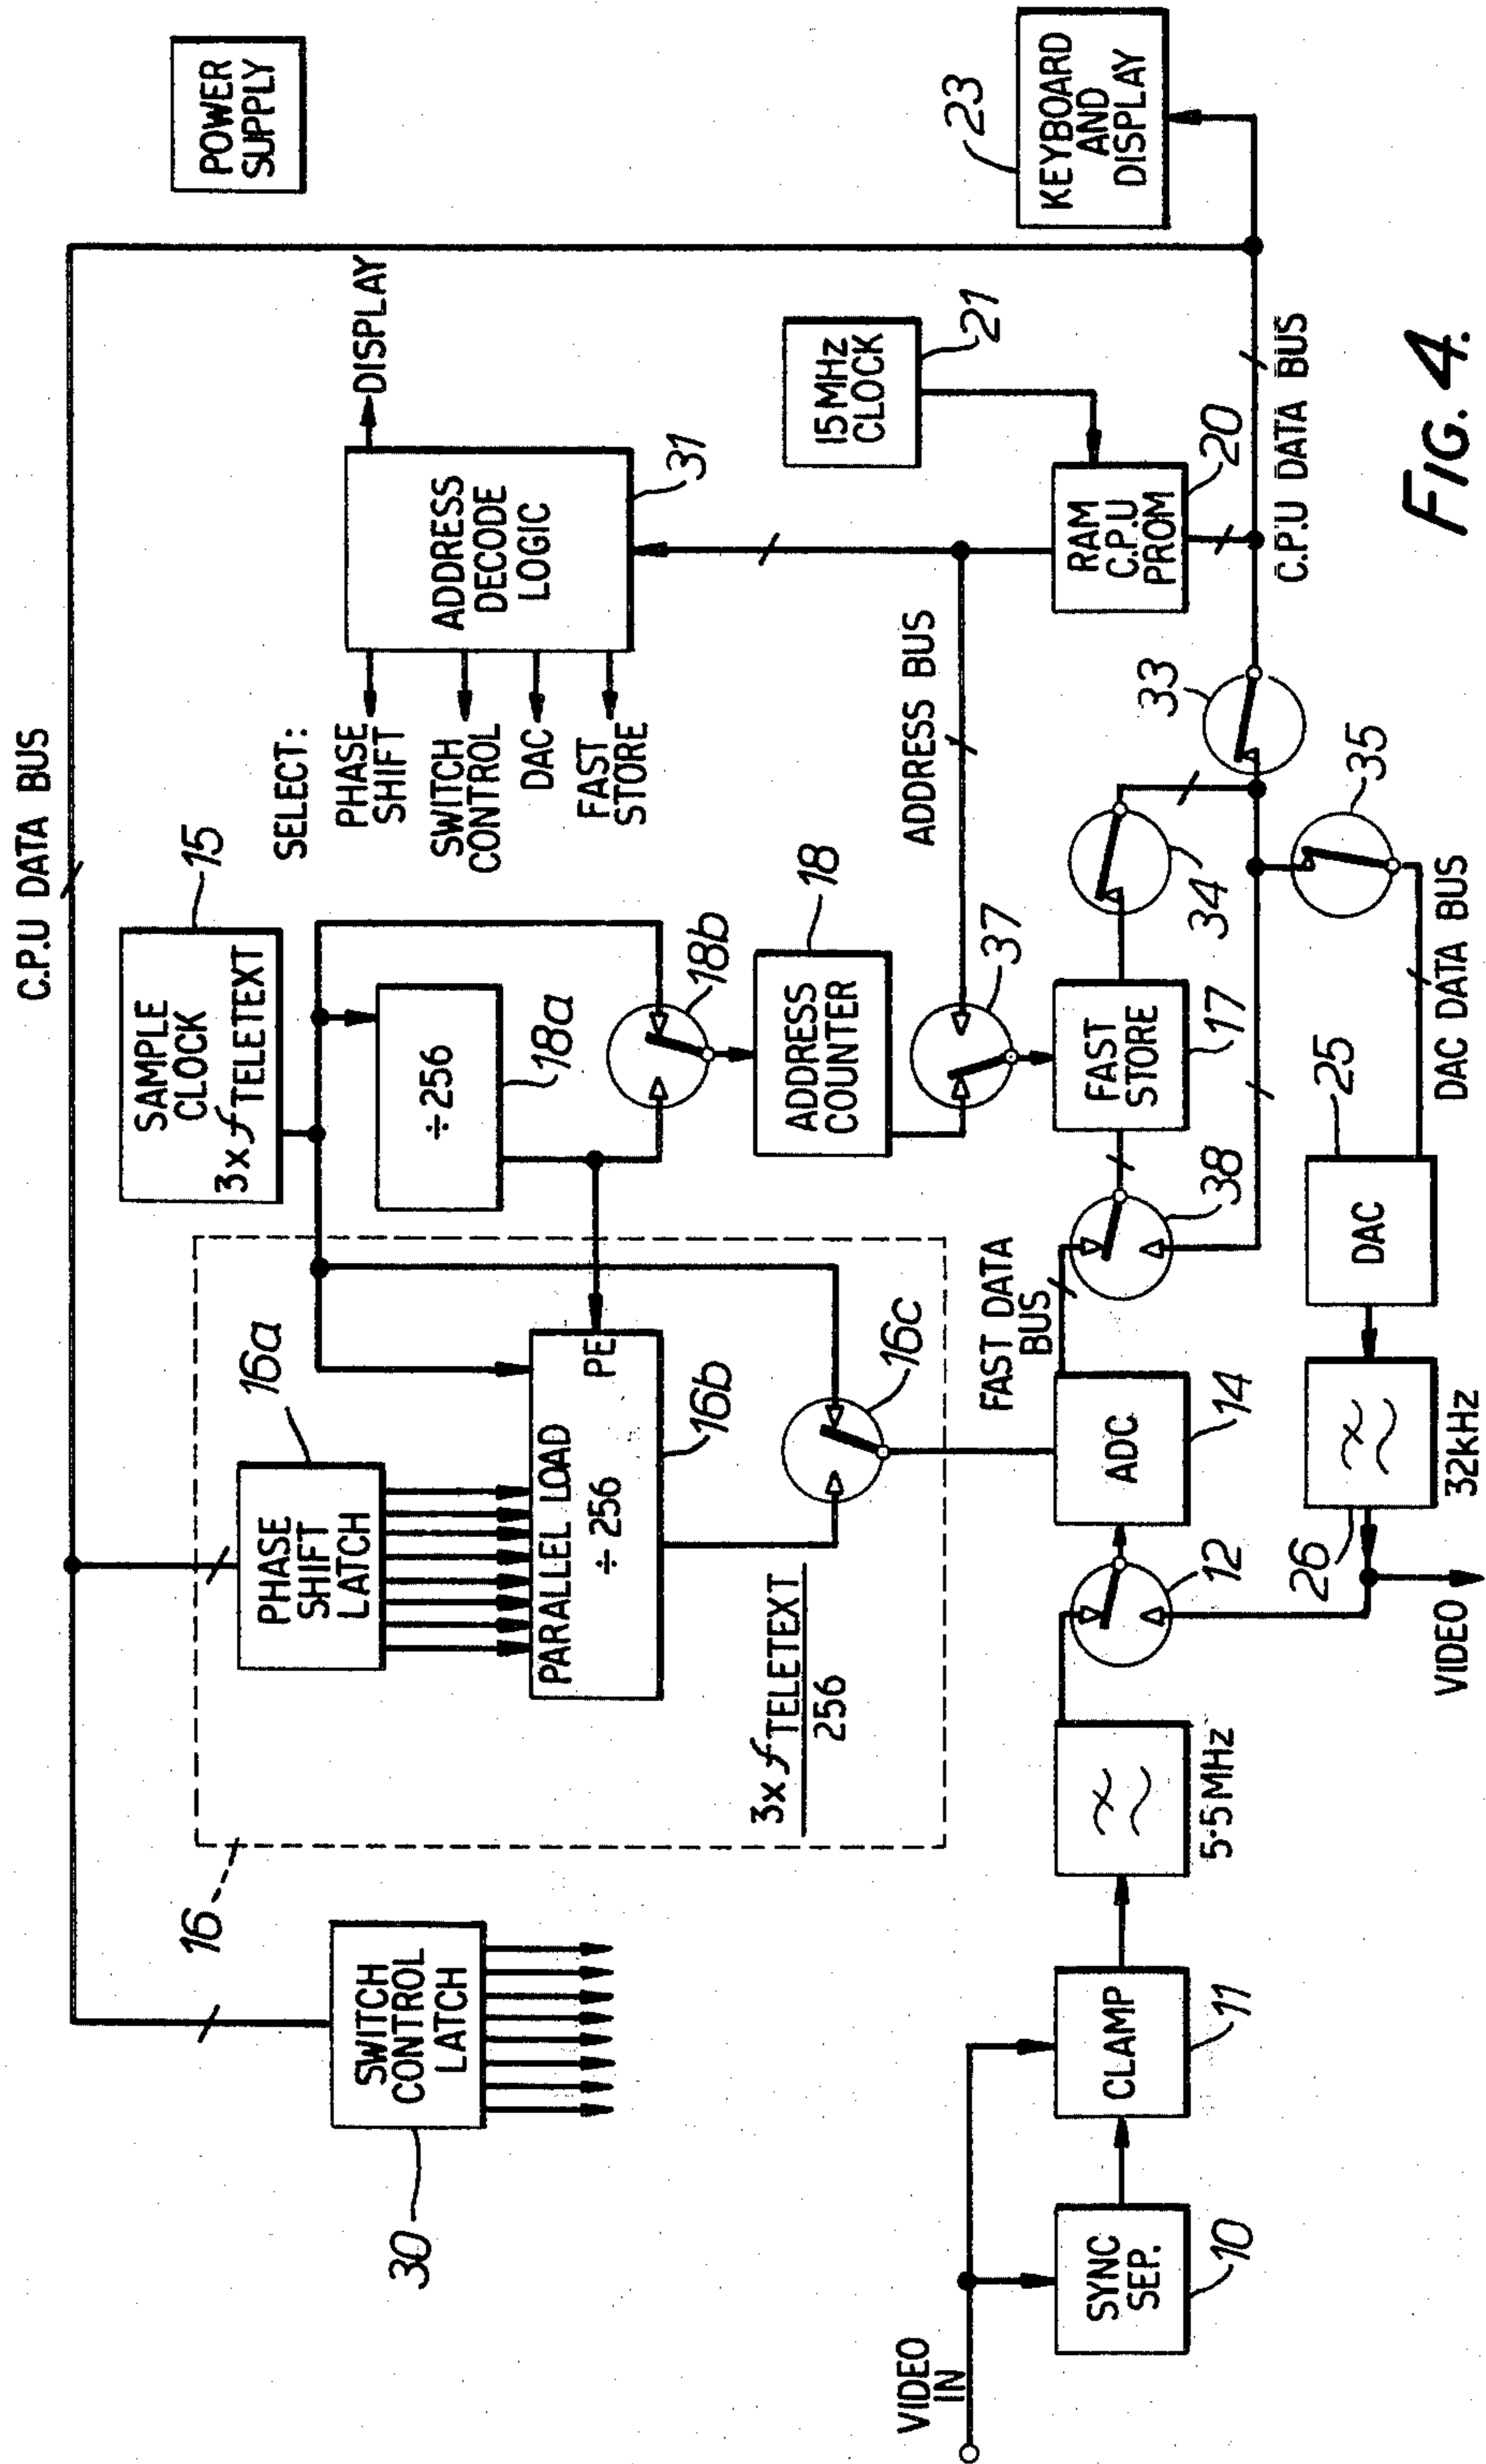 C.P.U DATA BUS
POWER
SUPPLY
SAMPLE
CLOCK
3x f TELETEXT
15
16
16a
PHASE
SHIFT
LATCH
SWITCH
CONTROL
LATCH
30
PARALLEL LOAD
÷ 256
PE
16b
16c
3x f TELETEXT
256
÷ 256
18a
18b
ADDRESS
COUNTER
18
SELECT:
PHASE
SHIFT
SWITCH
CONTROL
DAC
FAST
STORE
ADDRESS
DECODE
LOGIC
31
DISPLAY
15 MHz
CLOCK
21
ADDRESS BUS
RAM
C.P.U
PROM
20
23
KEYBOARD
AND
DISPLAY
C.P.U DATA BUS
VIDEO
IN
SYNC
SEP.
10
CLAMP
11
5·5MHz
12
ADC
14
FAST DATA
BUS
38
FAST
STORE
17
37
34
33
35
DAC DATA BUS
DAC
25
32kHz
26
VIDEO
FIG. 4.